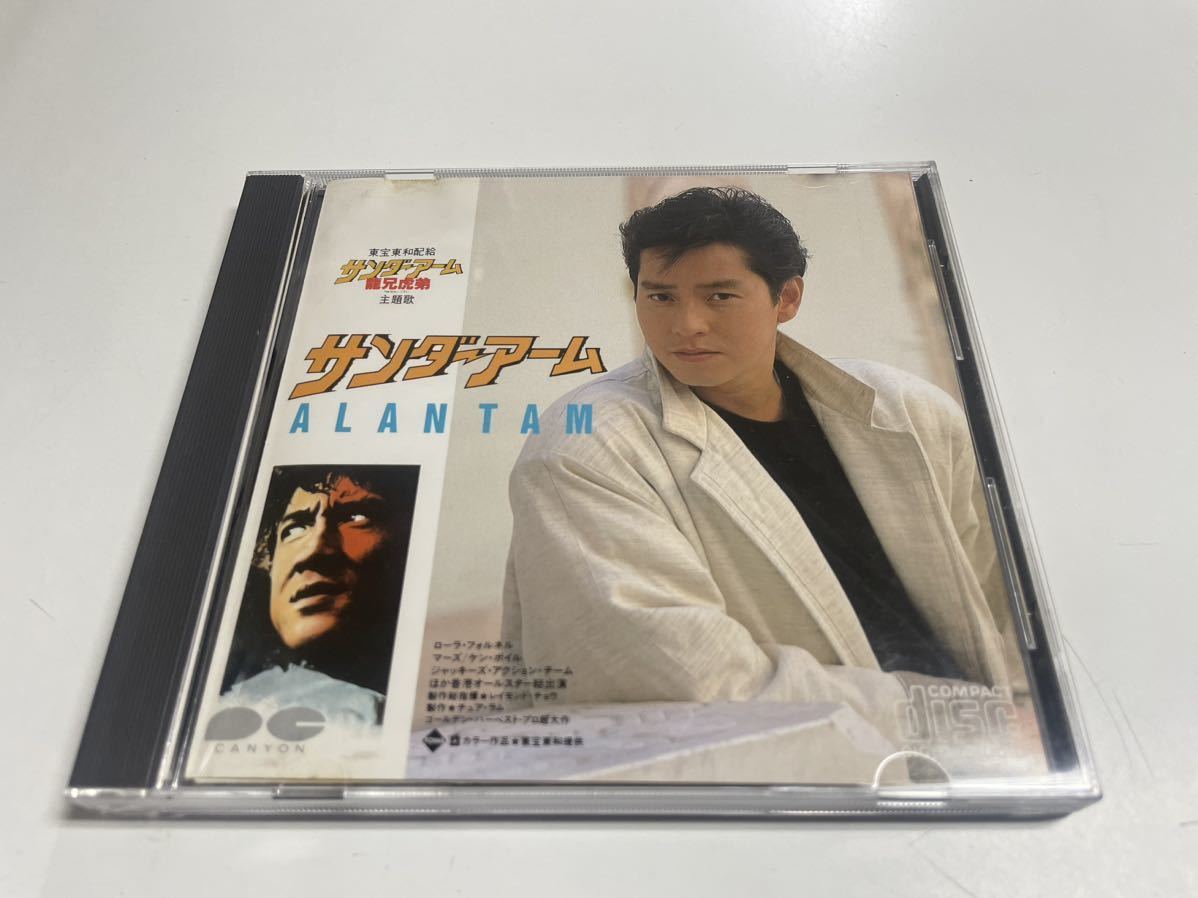 東宝東和配給
サンダーアーム
龍兄虎弟
主題歌
サンダーアーム
ALAN TAM
ローラ・フォルネル
マーズ/ケン・ボイル
ジャッキーズ・アクション・チーム
ほか香港オールスター総出演
製作総指揮★レイモンド・チョウ
製作★チュア・ラム
ゴールデン・ハーベスト・プロ超大作
カラー作品★東宝東和提供
CANYON
COMPACT
disc